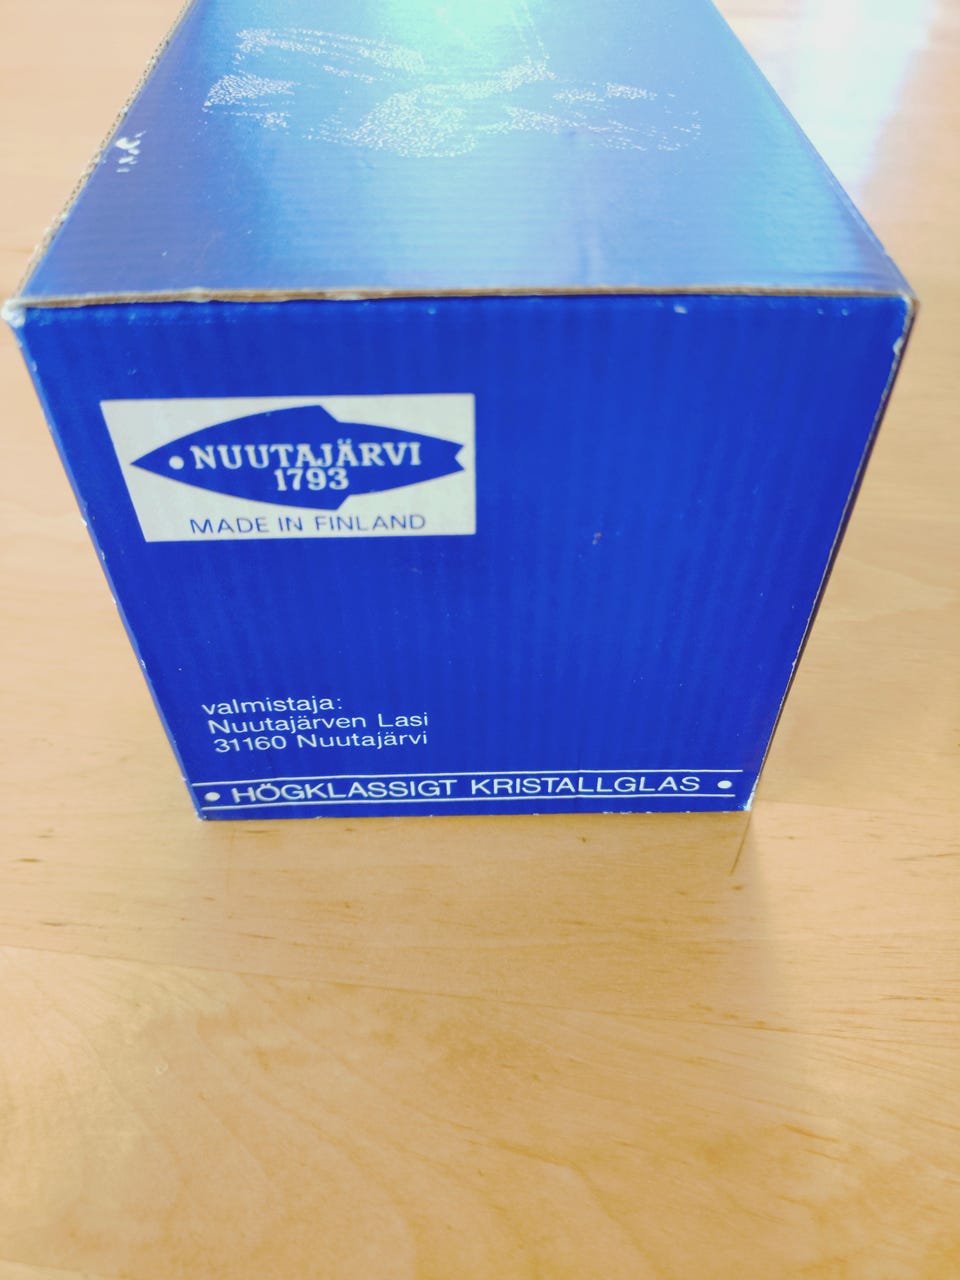 NUUTAJÄRVI
1793
MADE IN FINLAND
valmistaja:
Nuutajärven Lasi
31160 Nuutajärvi
• HÖGKLASSIGT KRISTALLGLAS •